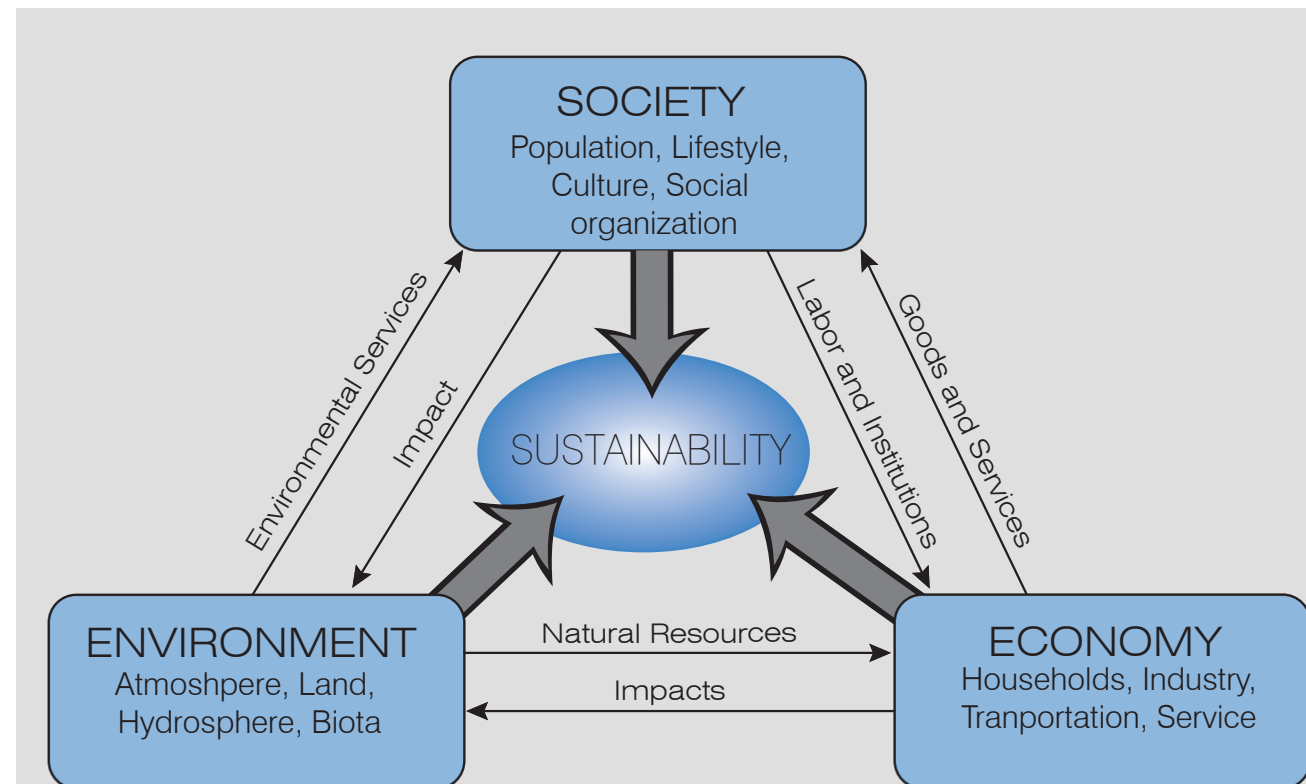 SOCIETY
Population, Lifestyle,
Culture, Social
organization
Environmental Services
Impact
Labor and Institutions
Goods and Services
SUSTAINABILITY
ENVIRONMENT
Atmoshpere, Land,
Hydrosphere, Biota
Natural Resources
Impacts
ECONOMY
Households, Industry,
Tranportation, Service